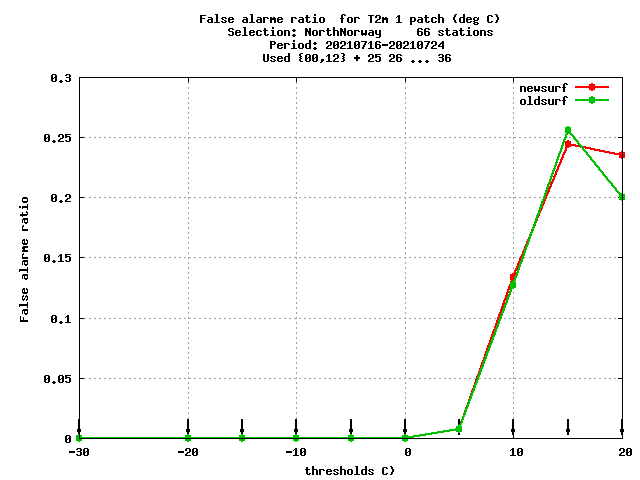 False alarme ratio  for T2m 1 patch (deg C)
Selection: NorthNorway     66 stations
Period: 20210716-20210724
Used {00,12} + 25 26 ... 36
newsurf
oldsurf
False alarme ratio
0.3
0.25
0.2
0.15
0.1
0.05
0
-30 -20 -10 0 10 20
thresholds C)